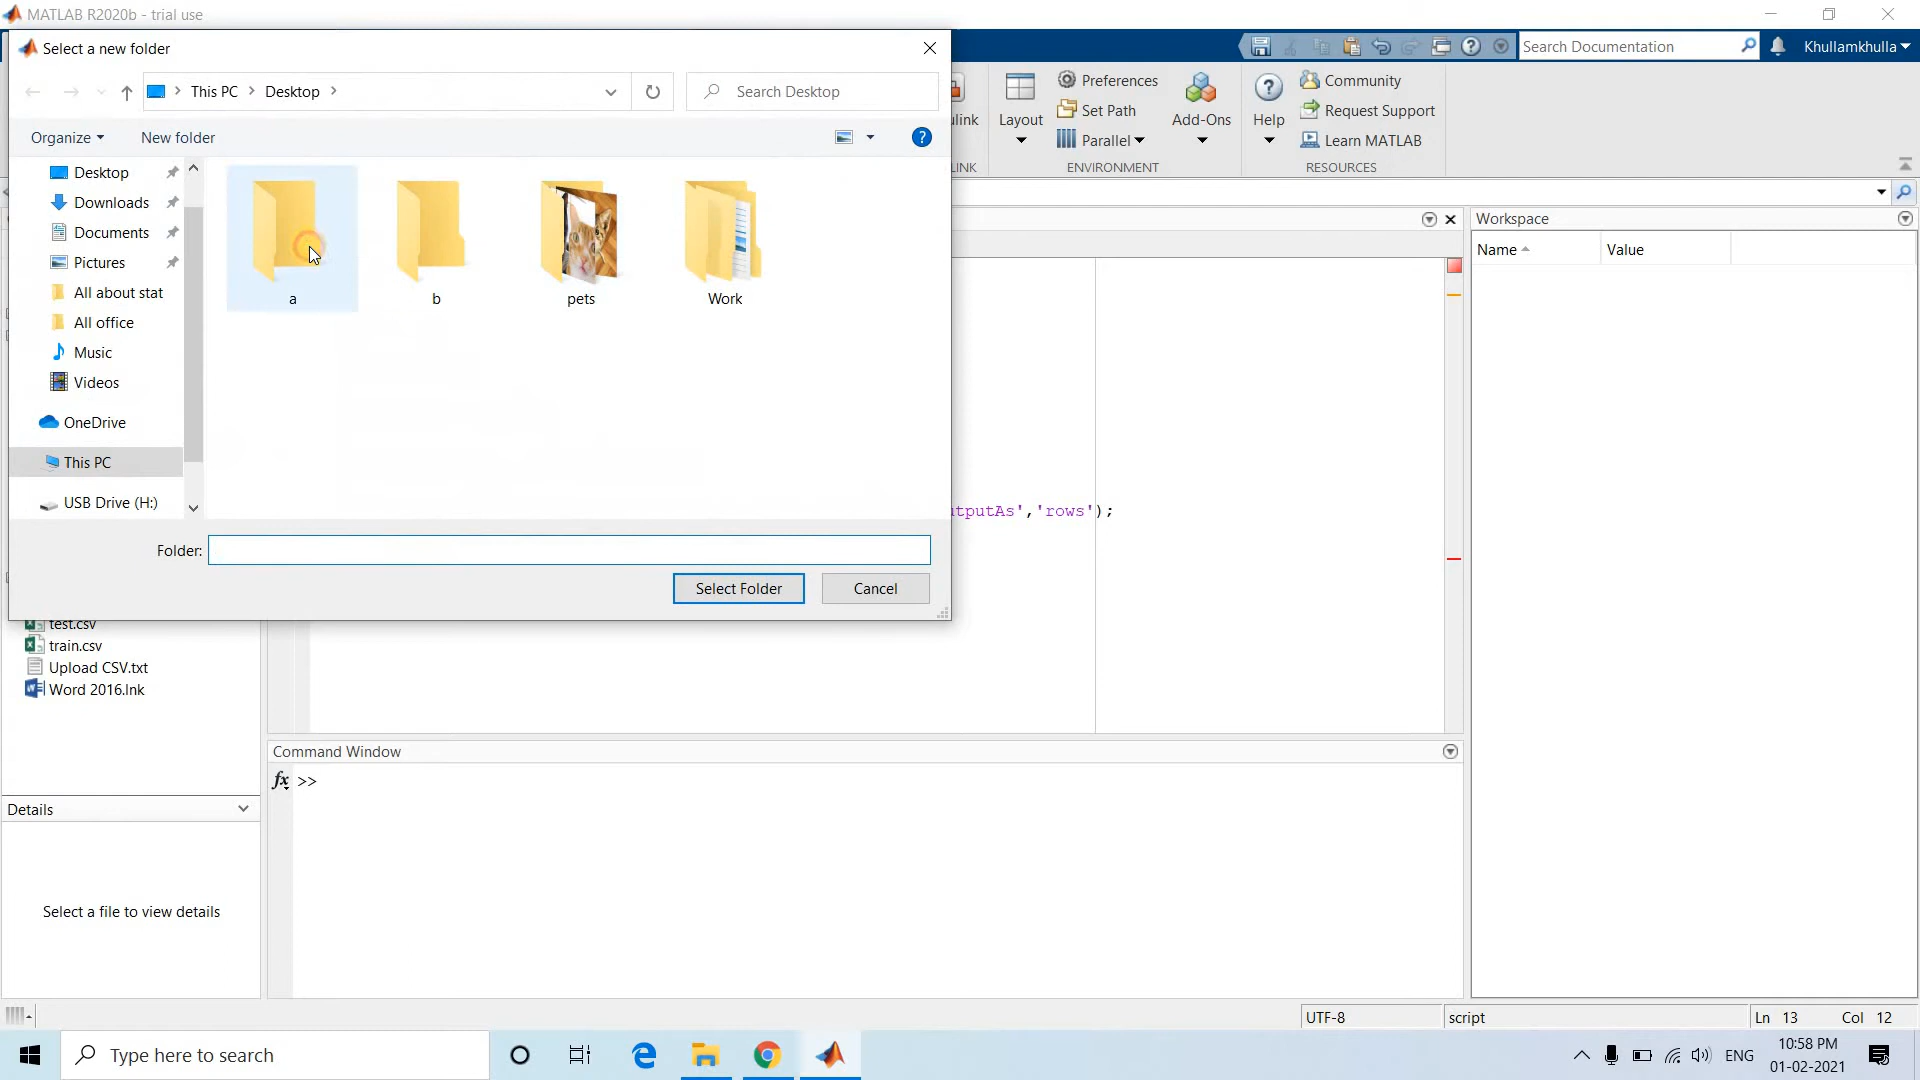 MATLAB R2020b - trial use
Select a new folder
Search Documentation
Khullamkhulla
This PC
Desktop
Search Desktop
Organize
New folder
Preferences
Set Path
Parallel
Layout
Add-Ons
Help
Community
Request Support
Learn MATLAB
LINK
ENVIRONMENT
RESOURCES
Desktop
Downloads
Documents
Pictures
All about stat
All office
Music
Videos
OneDrive
This PC
USB Drive (H:)
a
b
pets
Work
Folder:
Select Folder
Cancel
Workspace
Name
Value
tputAs','rows');
test.csv
train.csv
Upload CSV.txt
Word 2016.lnk
Command Window
fx >>
Details
Select a file to view details
UTF-8
script
Ln 13
Col 12
Type here to search
ENG
10:58 PM
01-02-2021